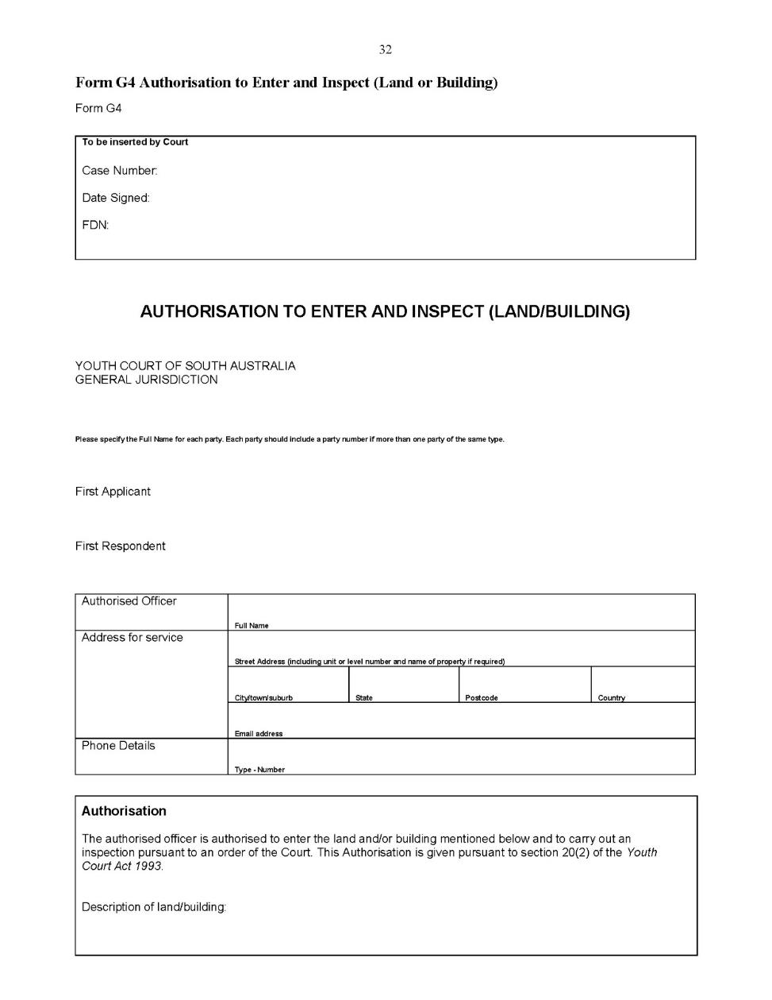 32
Form G4 Authorisation to Enter and Inspect (Land or Building)
Form G4
To be inserted by Court
Case Number:
Date Signed:
FDN:
AUTHORISATION TO ENTER AND INSPECT (LAND/BUILDING)
YOUTH COURT OF SOUTH AUSTRALIA
GENERAL JURISDICTION
Please specify the Full Name for each party. Each party should include a party number if more than one party of the same type.
First Applicant
First Respondent
Authorised Officer
Full Name
Address for service
Street Address (including unit or level number and name of property if required)
City/town/suburb State Postcode Country
Email address
Phone Details
Type - Number
Authorisation
The authorised officer is authorised to enter the land and/or building mentioned below and to carry out an
inspection pursuant to an order of the Court. This Authorisation is given pursuant to section 20(2) of the Youth
Court Act 1993.
Description of land/building: